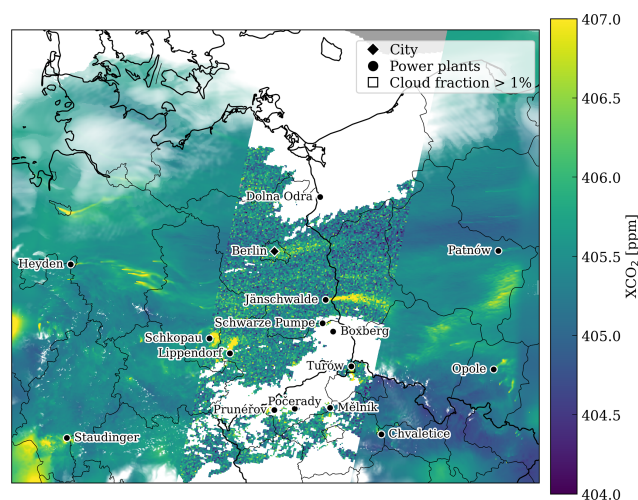 City
Power plants
Cloud fraction > 1%
Dolna Odra
Berlin
Patnów
Heyden
Jänschwalde
Schwarze Pumpe
Boxberg
Schkopau
Lippendorf
Turów
Opole
Prunéřov
Počerady
Mělník
Staudinger
Chvaletice
407.0
406.5
406.0
405.5
405.0
404.5
404.0
XCO₂ [ppm]